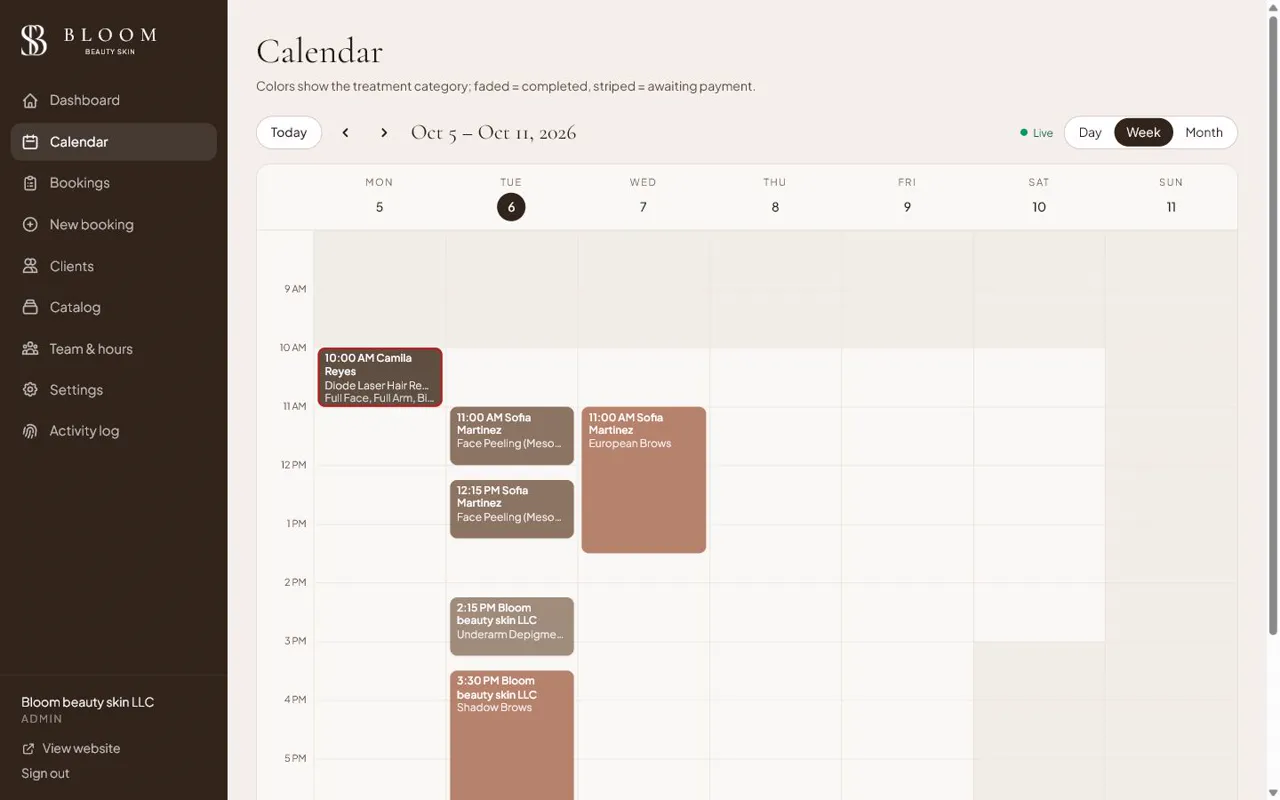 BLOOM
BEAUTY SKIN
Dashboard
Calendar
Bookings
New booking
Clients
Catalog
Team & hours
Settings
Activity log
Bloom beauty skin LLC
ADMIN
View website
Sign out
Calendar
Colors show the treatment category; faded = completed, striped = awaiting payment.
Today
Oct 5 – Oct 11, 2026
Live
Day
Week
Month
MON
5
TUE
6
WED
7
THU
8
FRI
9
SAT
10
SUN
11
9 AM
10 AM
11 AM
12 PM
1 PM
2 PM
3 PM
4 PM
5 PM
10:00 AM Camila
Reyes
Diode Laser Hair Re…
Full Face, Full Arm, Bl…
11:00 AM Sofia
Martinez
Face Peeling (Meso…
12:15 PM Sofia
Martinez
Face Peeling (Meso…
2:15 PM Bloom
beauty skin LLC
Underarm Depigme…
3:30 PM Bloom
beauty skin LLC
Shadow Brows
11:00 AM Sofia
Martinez
European Brows